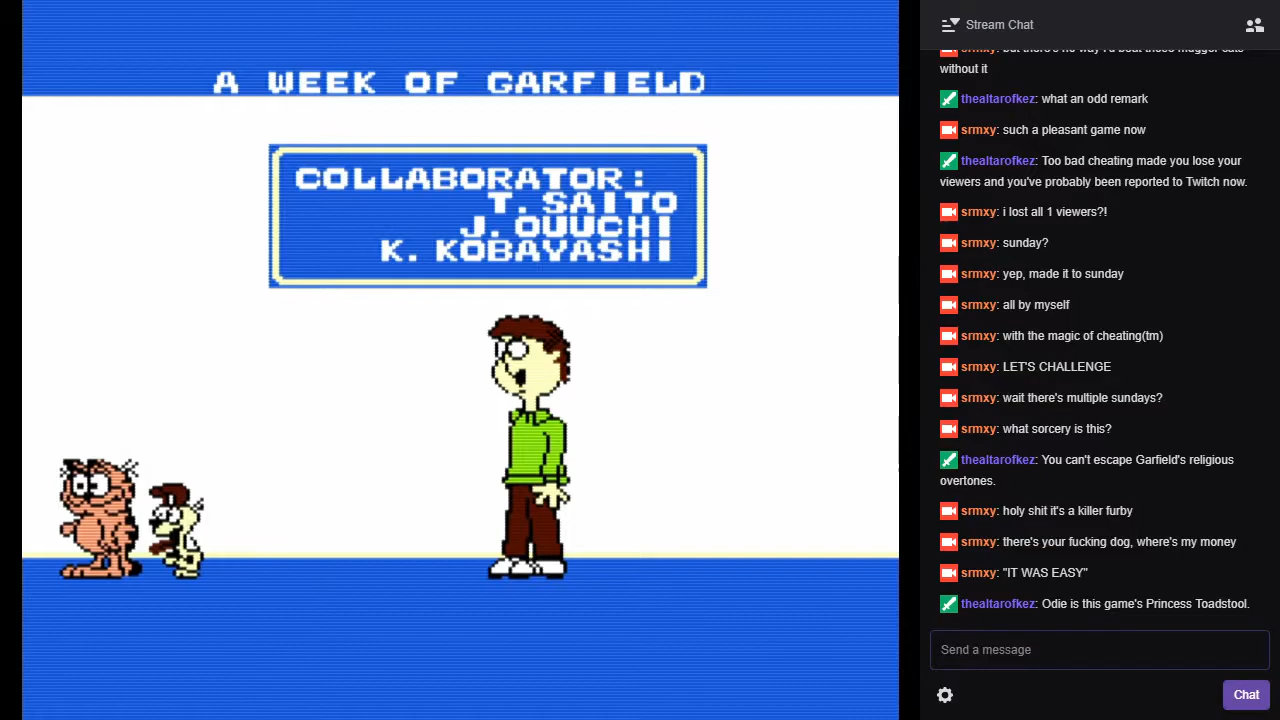 A WEEK OF GARFIELD
COLLABORATOR:
T. SAITO
J. OUUCHI
K. KOBAYASHI
Stream Chat
without it
thealtarofkez: what an odd remark
srmxy: such a pleasant game now
thealtarofkez: Too bad cheating made you lose your
viewers and you've probably been reported to Twitch now.
srmxy: i lost all 1 viewers?!
srmxy: sunday?
srmxy: yep, made it to sunday
srmxy: all by myself
srmxy: with the magic of cheating(tm)
srmxy: LET'S CHALLENGE
srmxy: wait there's multiple sundays?
srmxy: what sorcery is this?
thealtarofkez: You can't escape Garfield's religious
overtones.
srmxy: holy shit it's a killer furby
srmxy: there's your fucking dog, where's my money
srmxy: "IT WAS EASY"
thealtarofkez: Odie is this game's Princess Toadstool.
Send a message
Chat